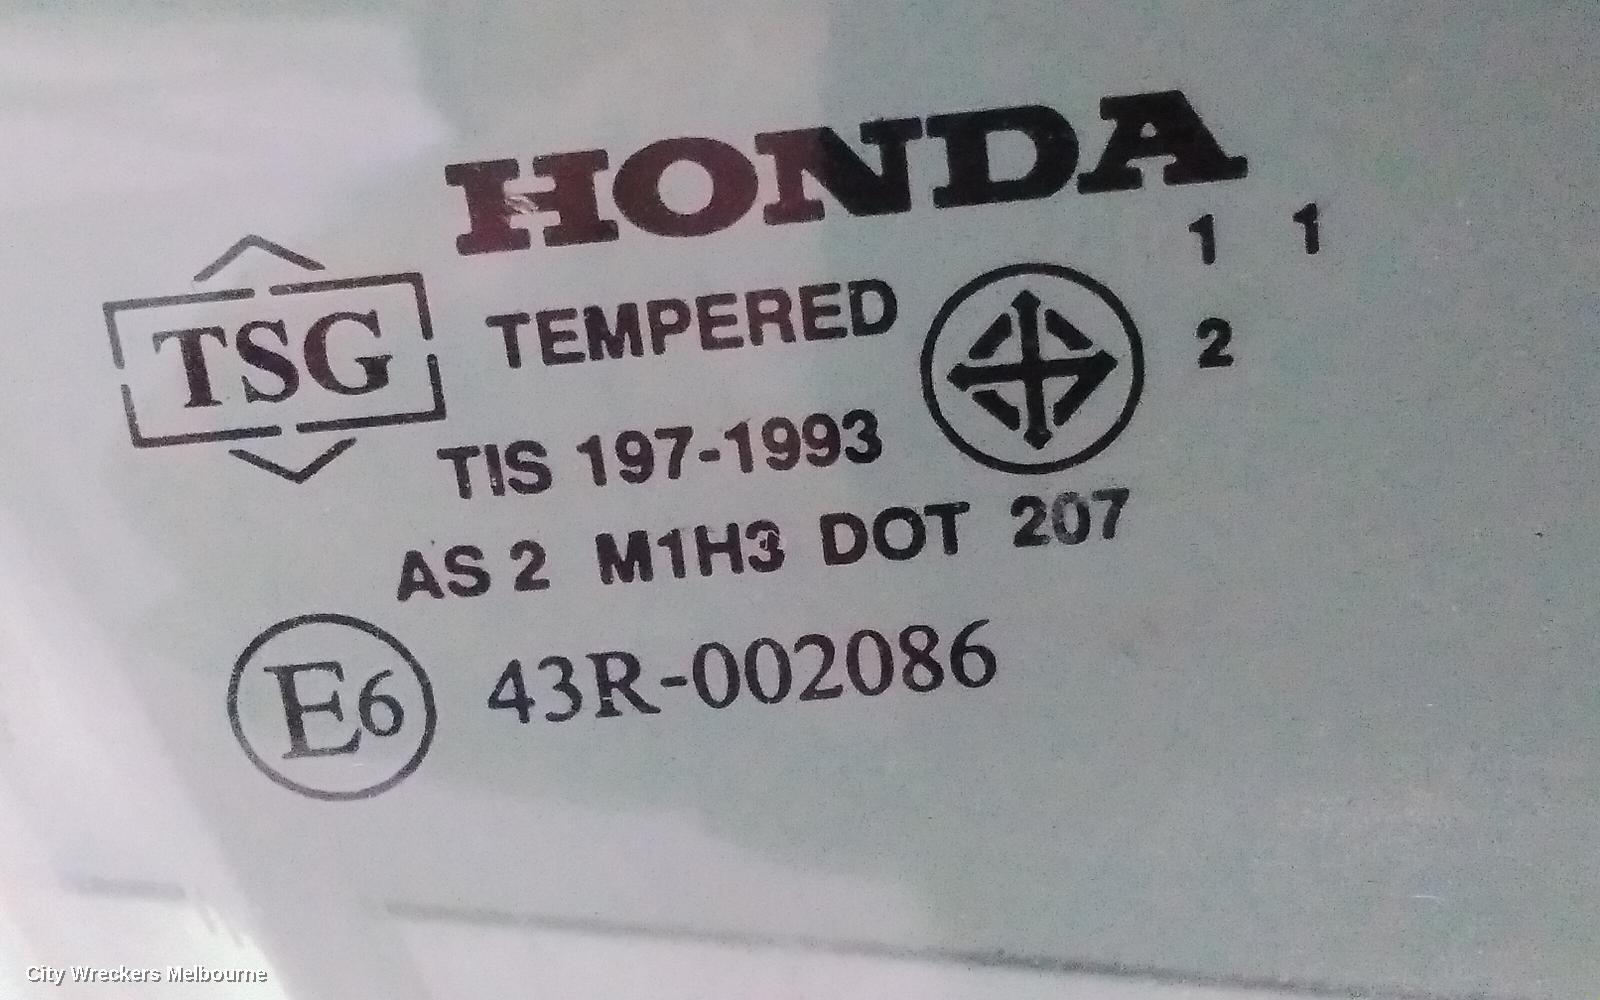 HONDA
1 1
TSG
TEMPERED
2
TIS 197-1993
AS 2 M1H3 DOT 207
E6 43R-002086
City Wreckers Melbourne